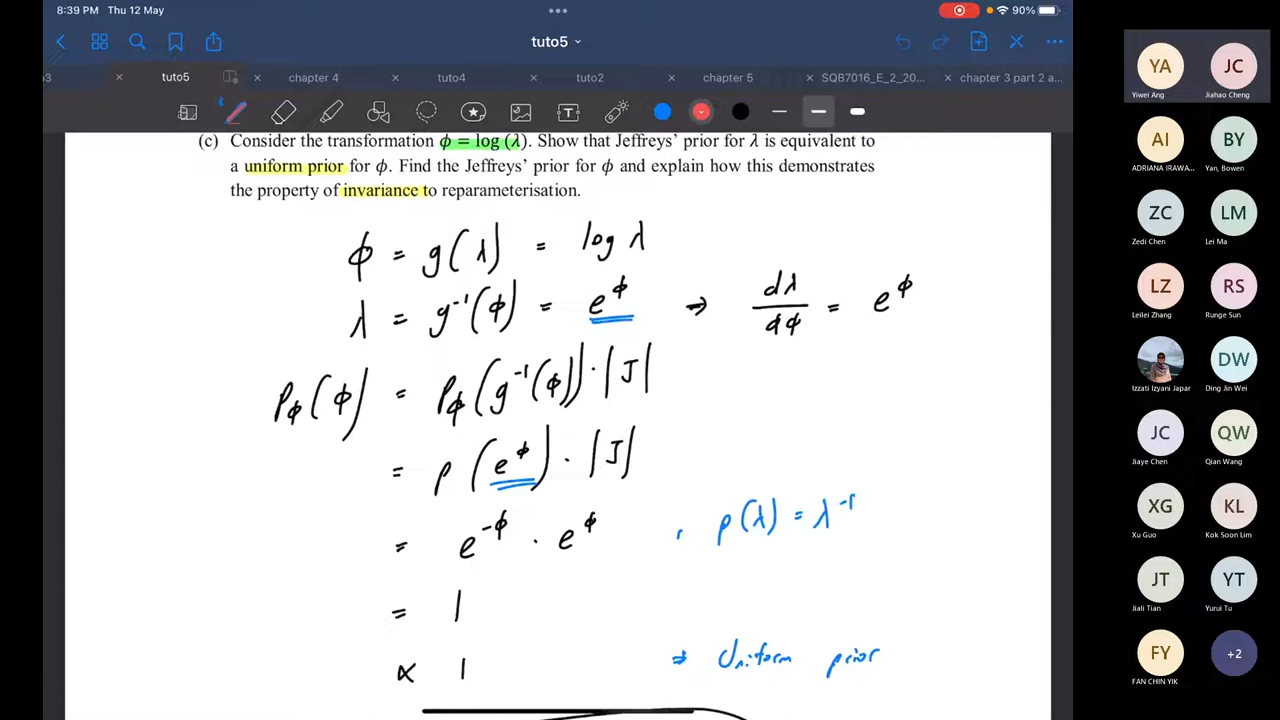 8:39 PM Thu 12 May
90%
tuto5
tuto5
chapter 4
tuto4
tuto2
chapter 5
SQB7016_E_2_20...
chapter 3 part 2 a...
(c) Consider the transformation ϕ = log (λ). Show that Jeffreys’ prior for λ is equivalent to
a uniform prior for ϕ. Find the Jeffreys’ prior for ϕ and explain how this demonstrates
the property of invariance to reparameterisation.
ϕ = g(λ) = log λ
λ = g⁻¹(ϕ) = e^ϕ → dλ/dϕ = e^ϕ
P_ϕ(ϕ) = P_ϕ(g⁻¹(ϕ)) · |J|
= p(e^ϕ) · |J|
= e^-ϕ · e^ϕ , p(λ) = λ⁻¹
= 1
∝ 1 ⇒ Uniform prior
YA
JC
Yiwei Ang
Jiahao Cheng
AI
BY
ADRIANA IRAWA...
Yan, Bowen
ZC
LM
Zedi Chen
Lei Ma
LZ
RS
Leilei Zhang
Runge Sun
DW
Izzati Izyani Japar
Ding Jin Wei
JC
QW
Jiaye Chen
Qian Wang
XG
KL
Xu Guo
Kok Soon Lim
JT
YT
Jiali Tian
Yurui Tu
FY
+2
FAN CHIN YIK